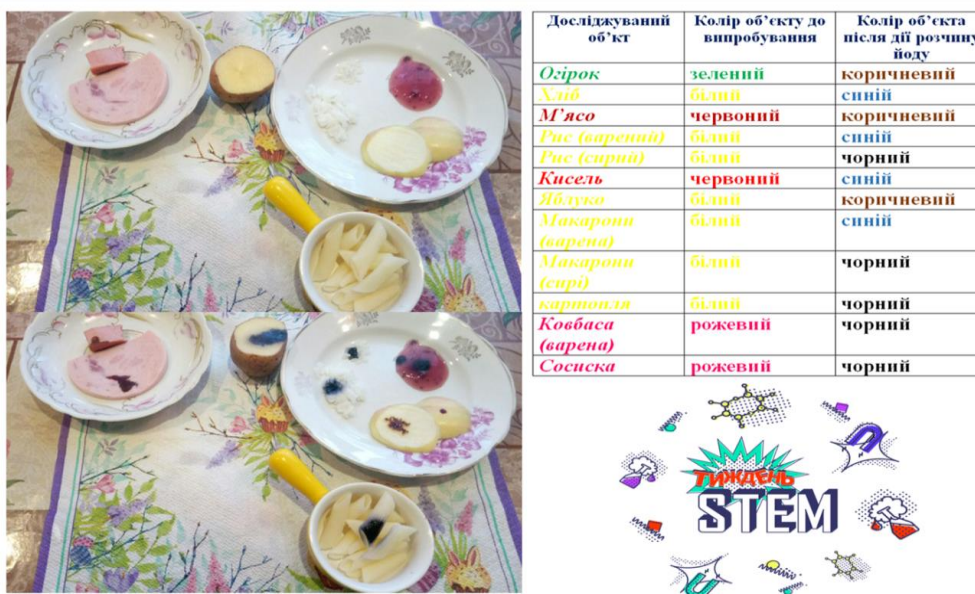 Досліджуваний об’кт
Колір об’єкту до випробування
Колір об’єкта після дії розчину йоду
Огірок зелений коричневий
Хліб білий синій
М’ясо червоний коричневий
Рис (варений) білий синій
Рис (сирий) білий чорний
Кисель червоний синій
Яблуко білий коричневий
Макарони (варена) білий синій
Макарони (сирі) білий чорний
картопля білий чорний
Ковбаса (варена) рожевий чорний
Сосиска рожевий чорний
ТИЖДЕНЬ
STEM